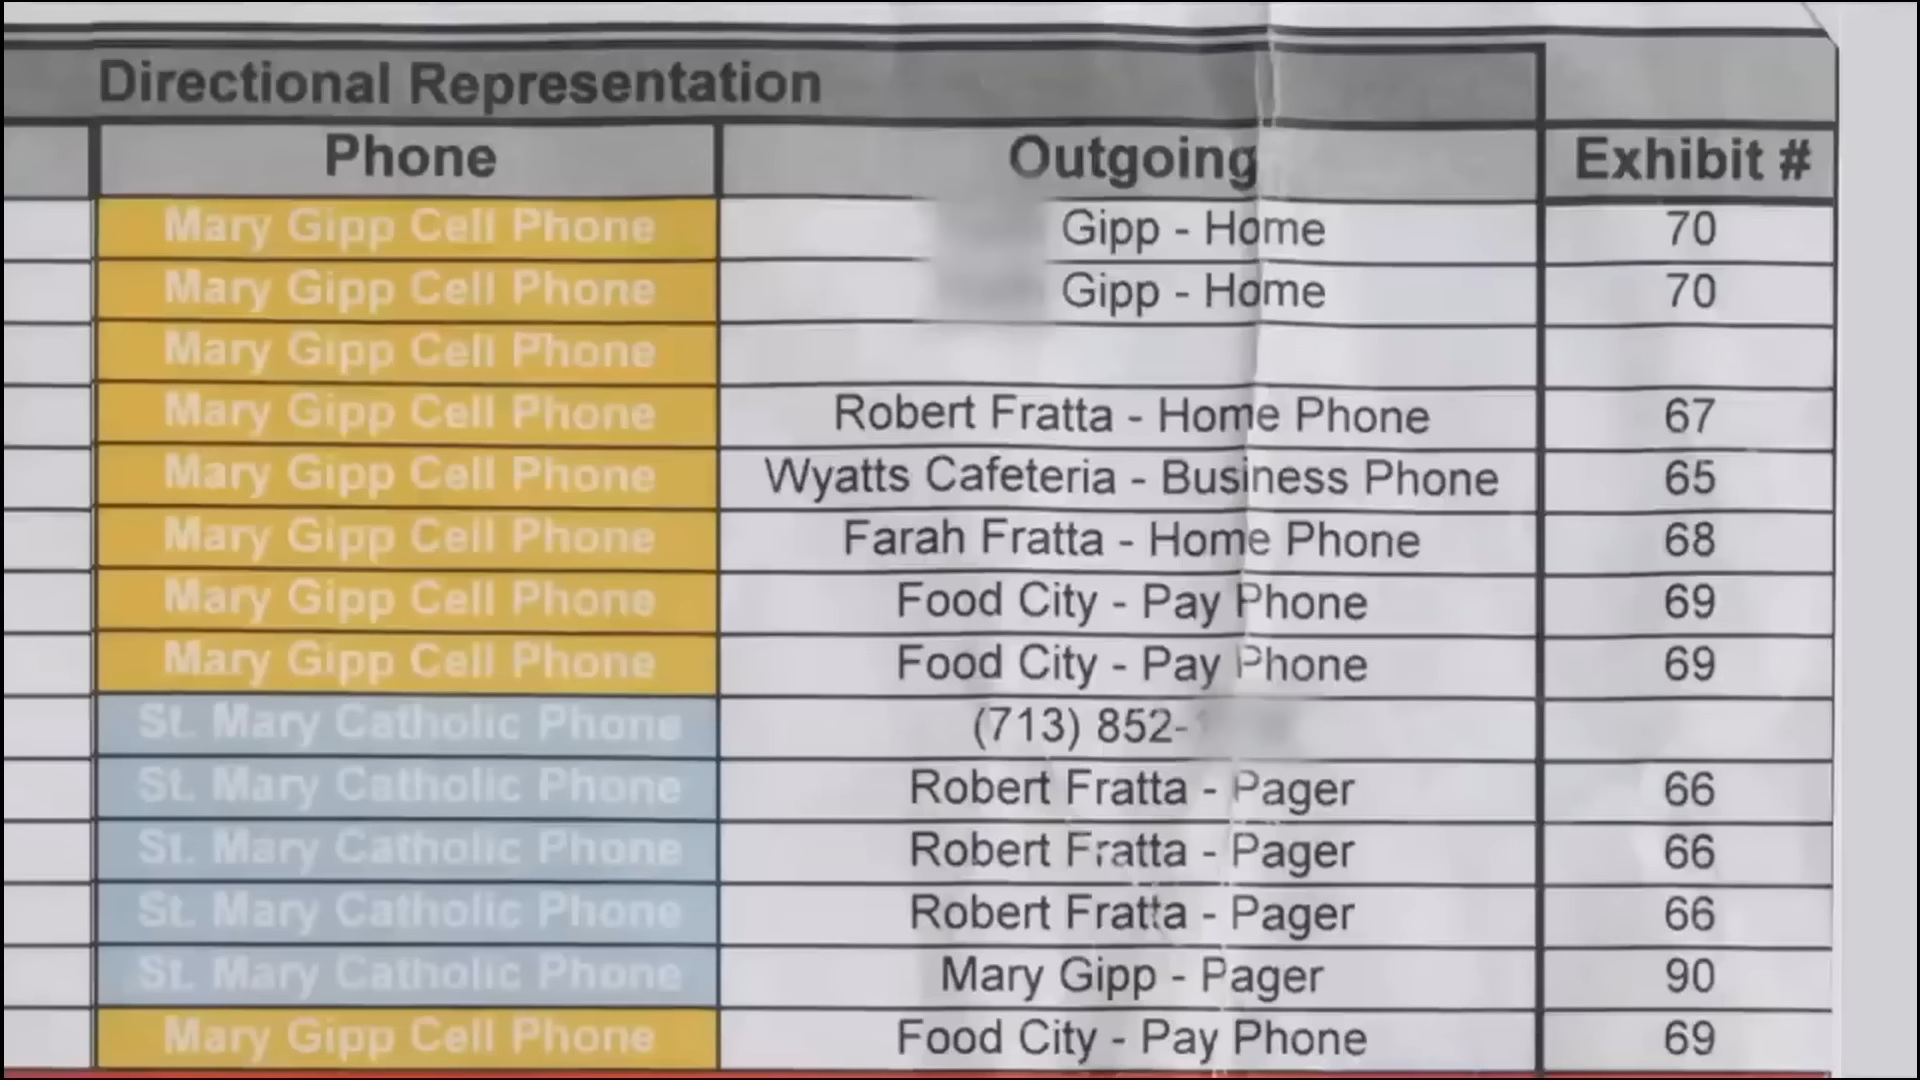 Directional Representation
Phone Outgoing Exhibit #
Mary Gipp Cell Phone Gipp - Home 70
Mary Gipp Cell Phone Gipp - Home 70
Mary Gipp Cell Phone
Mary Gipp Cell Phone Robert Fratta - Home Phone 67
Mary Gipp Cell Phone Wyatts Cafeteria - Business Phone 65
Mary Gipp Cell Phone Farah Fratta - Home Phone 68
Mary Gipp Cell Phone Food City - Pay Phone 69
Mary Gipp Cell Phone Food City - Pay Phone 69
St. Mary Catholic Phone (713) 852-
St. Mary Catholic Phone Robert Fratta - Pager 66
St. Mary Catholic Phone Robert Fratta - Pager 66
St. Mary Catholic Phone Robert Fratta - Pager 66
St. Mary Catholic Phone Mary Gipp - Pager 90
Mary Gipp Cell Phone Food City - Pay Phone 69